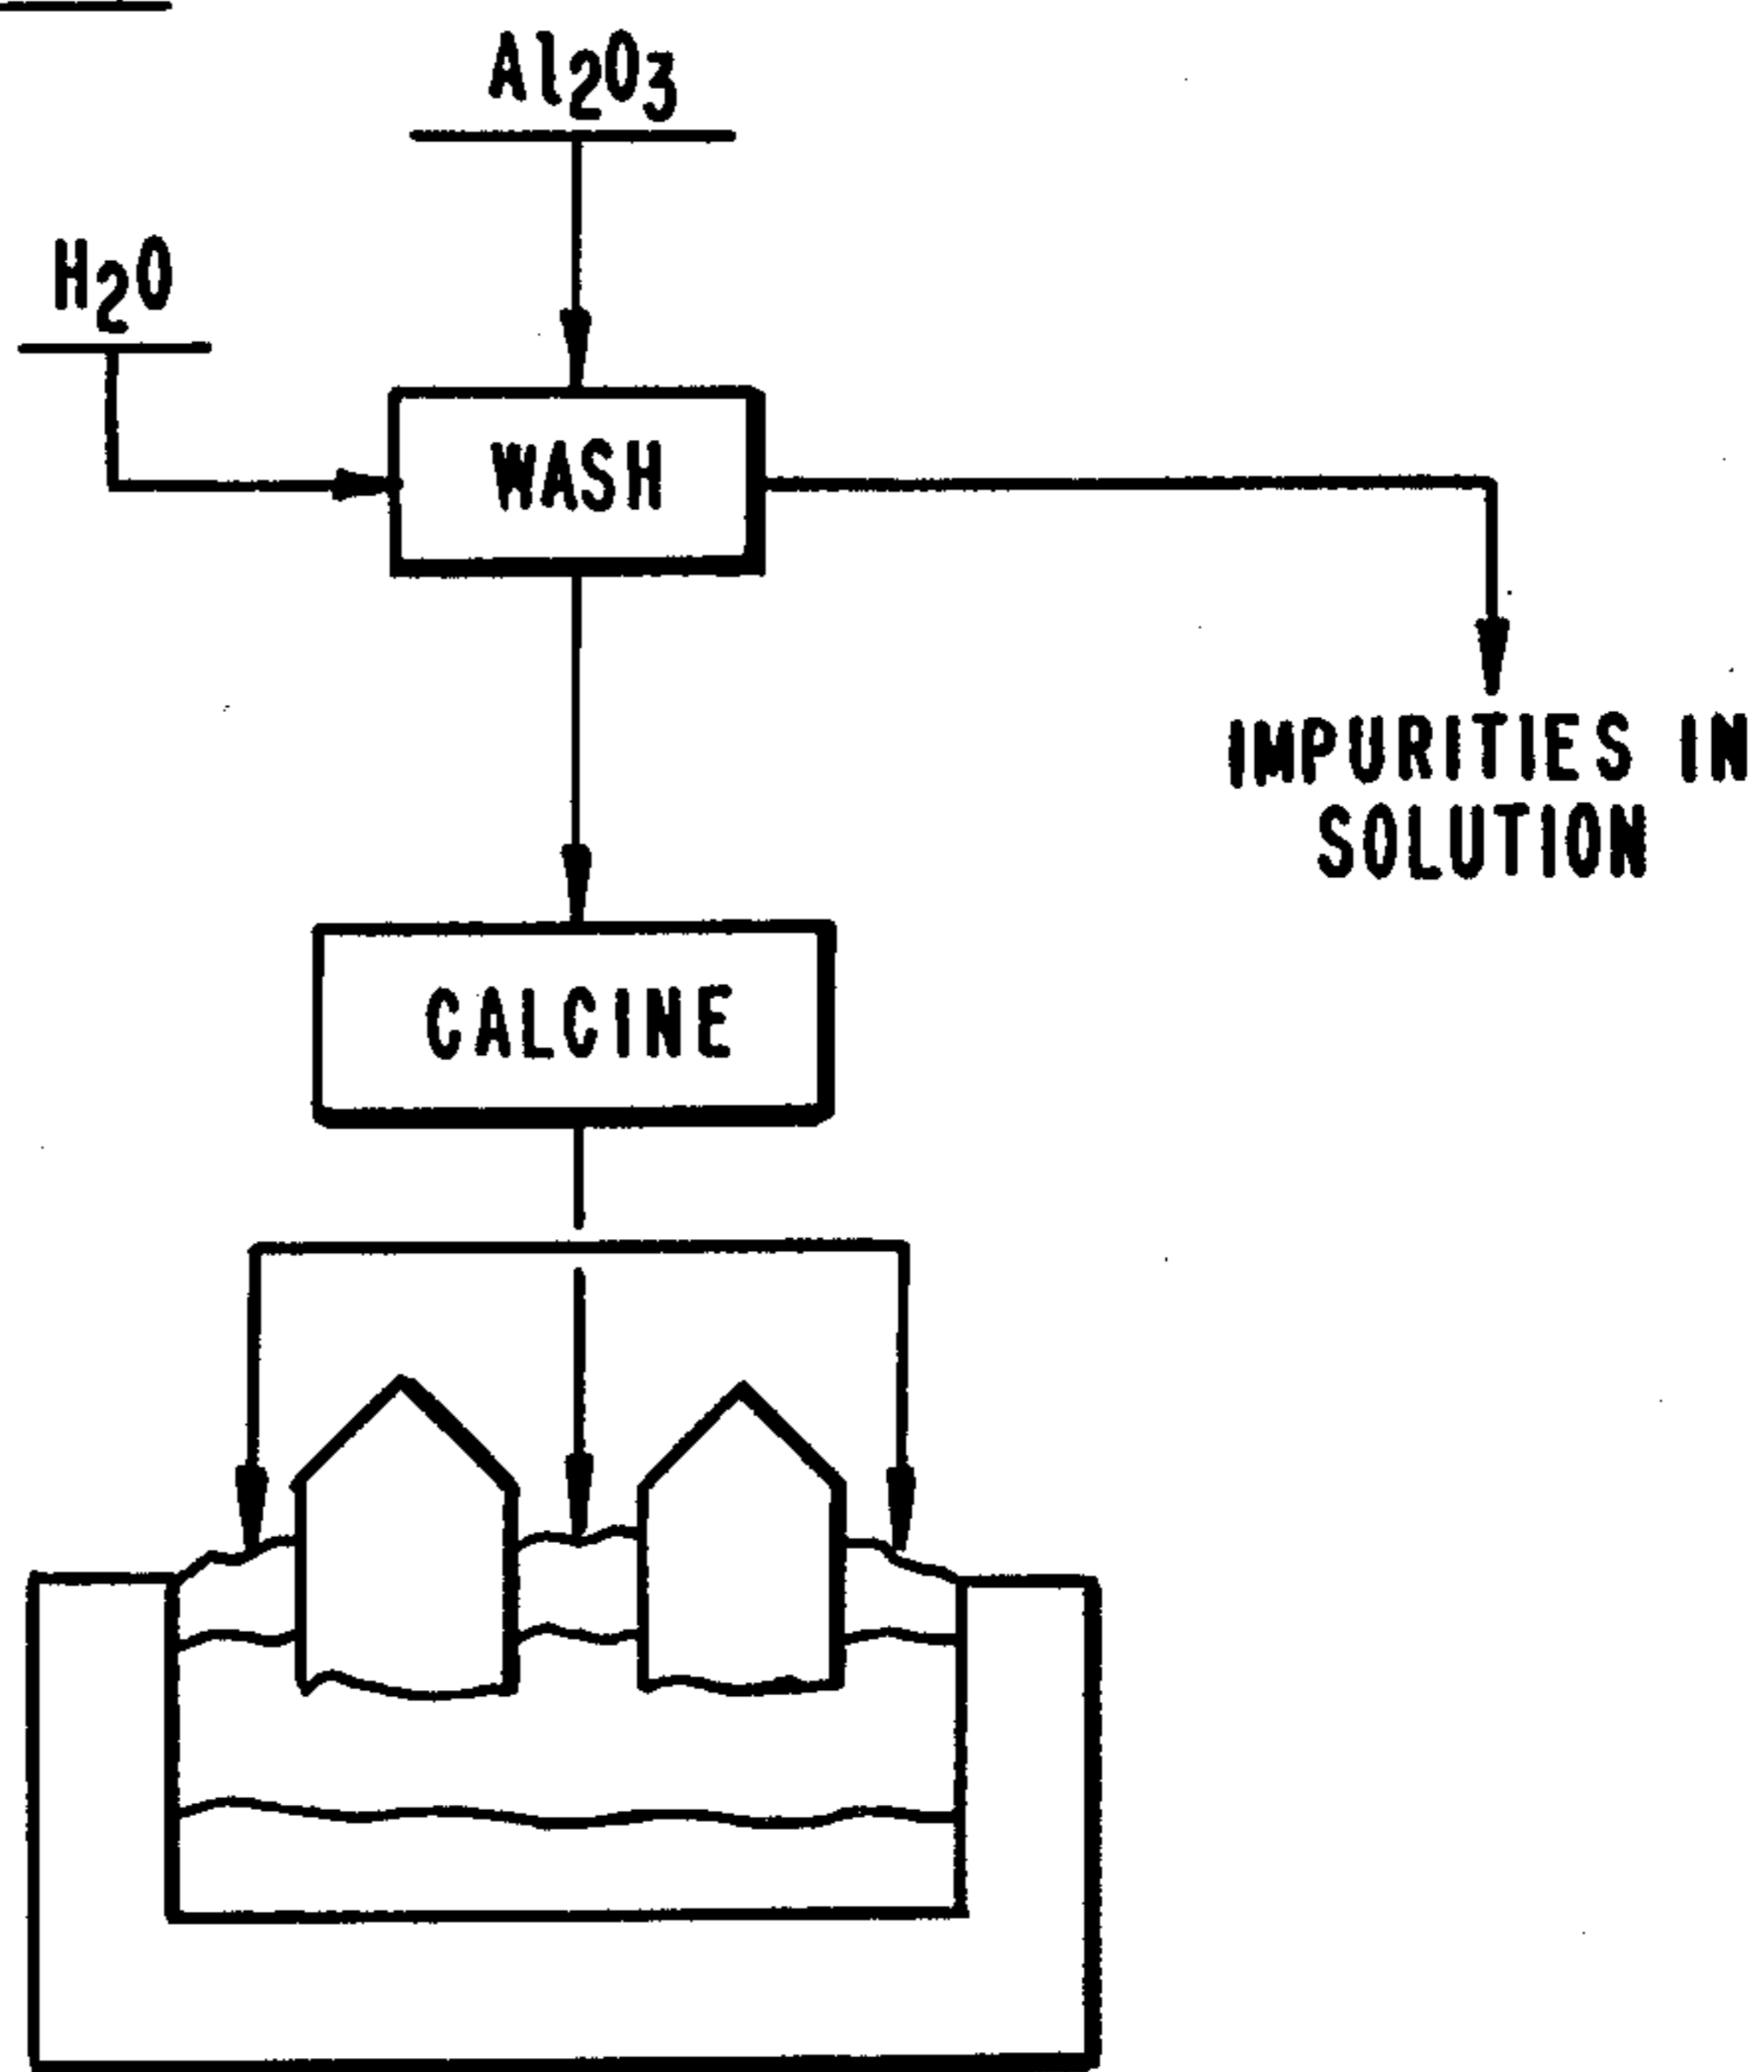 Al2O3
H2O
WASH
IMPURITIES IN
SOLUTION
CALCINE